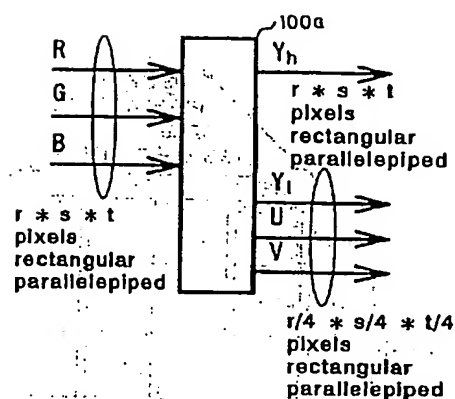 100a
R
G
B
r * s * t
pixels
rectangular
parallelepiped
Yh
r * s * t
pixels
rectangular
parallelepiped
Yl
U
V
r/4 * s/4 * t/4
pixels
rectangular
parallelepiped